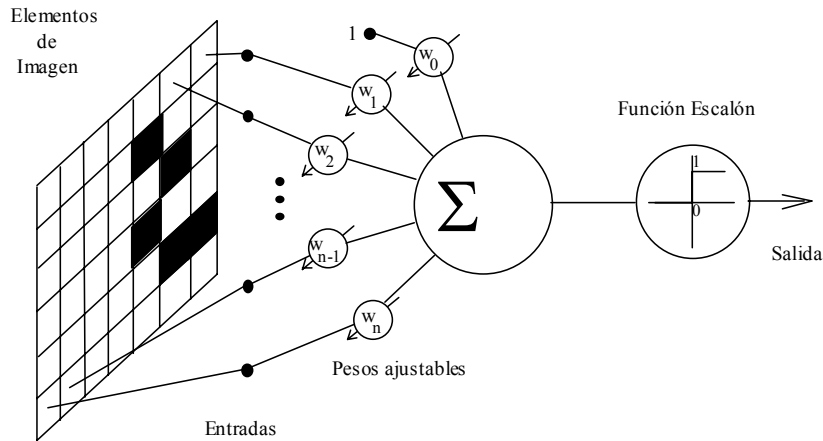 Elementos
de
Imagen
1
w0
w1
w2
wn-1
wn
Σ
Función Escalón
1
0
Salida
Pesos ajustables
Entradas